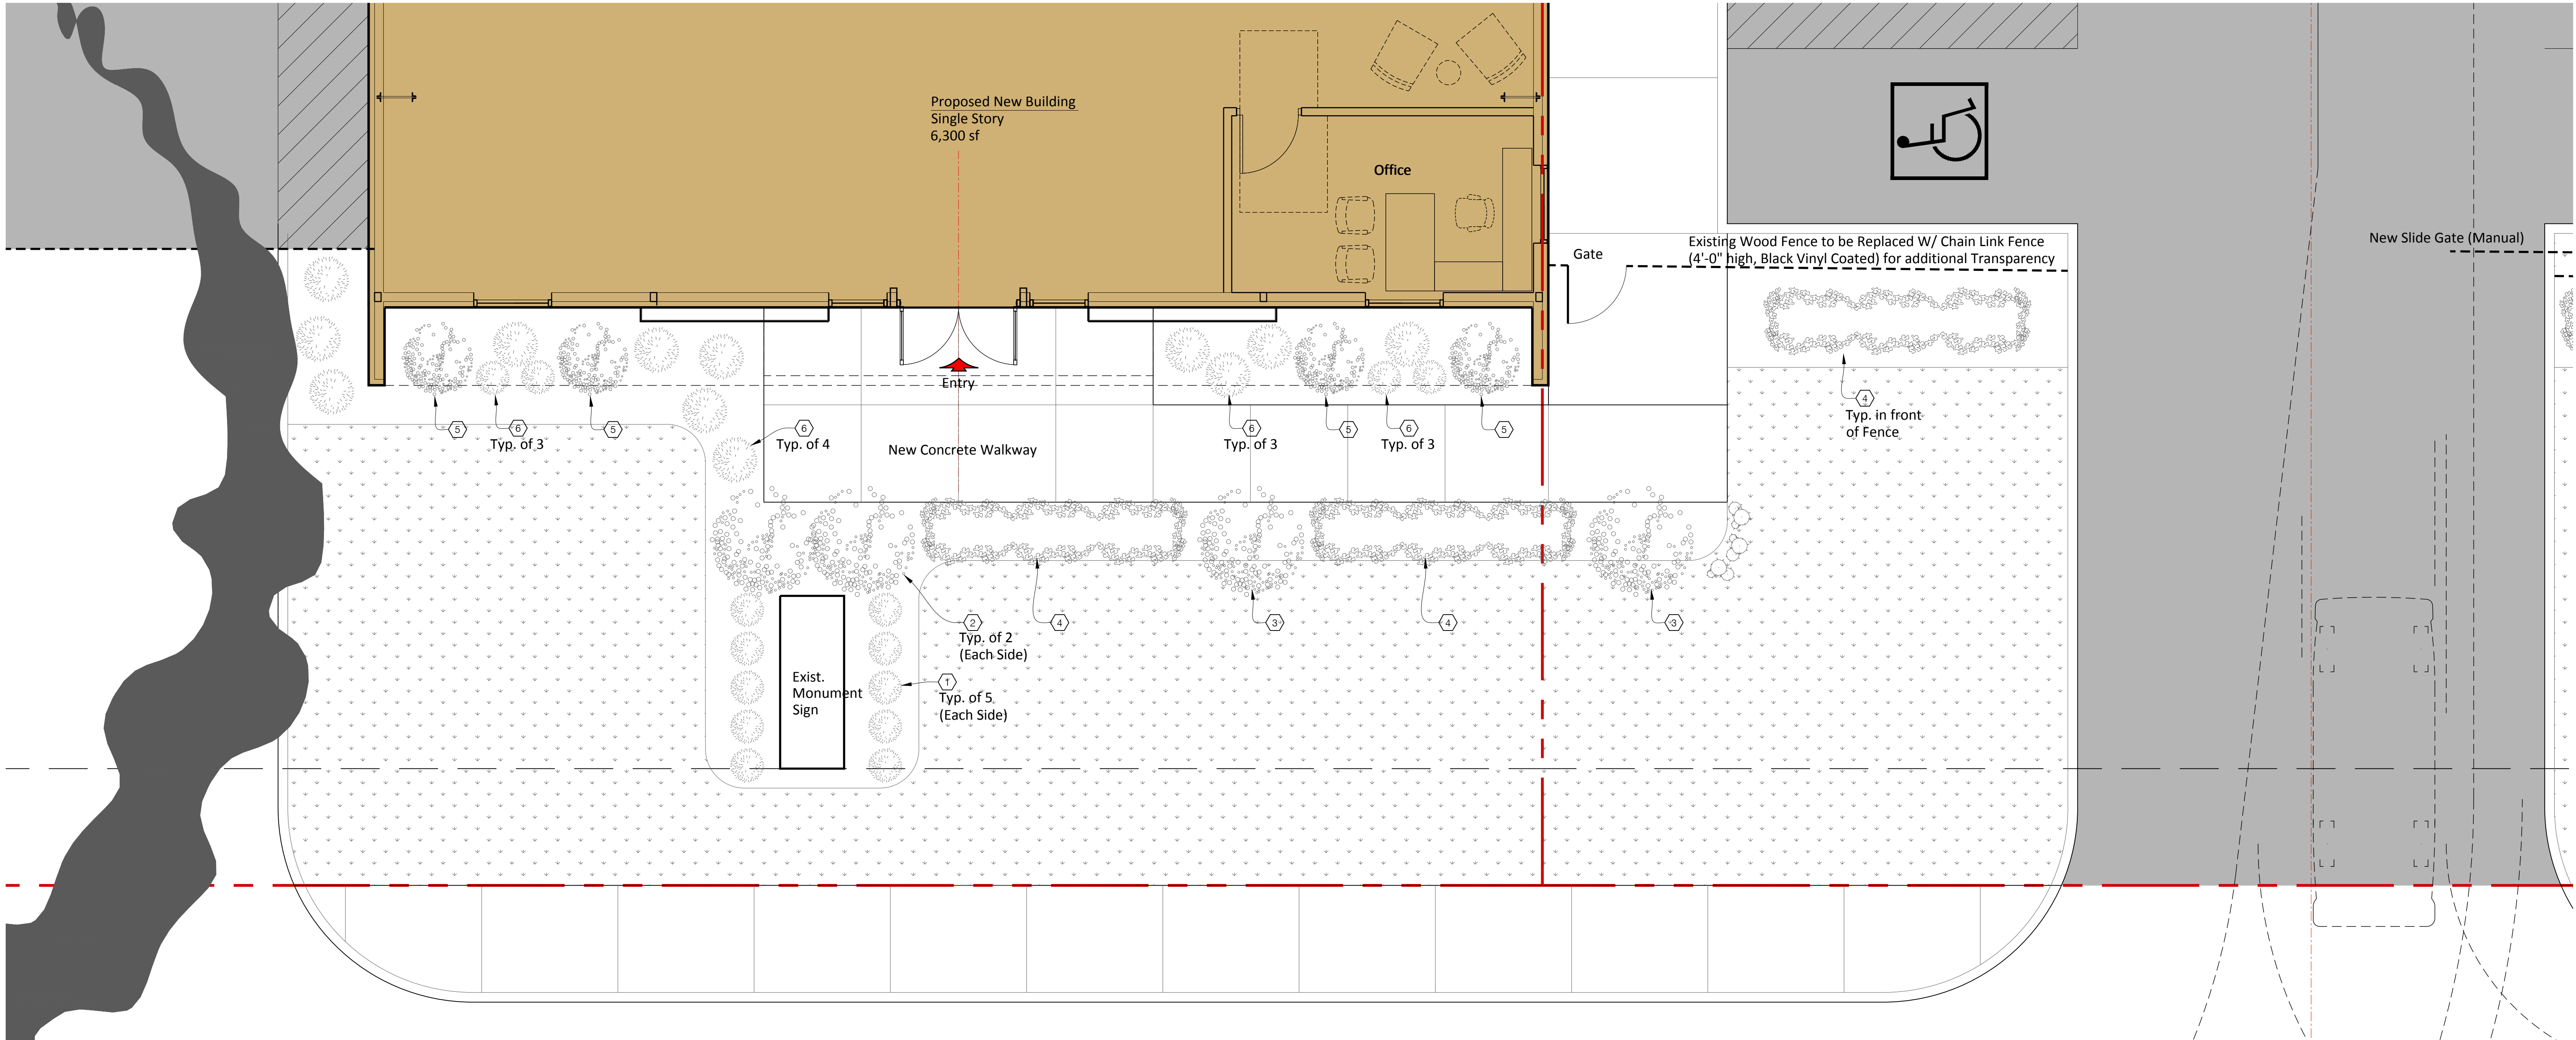 Proposed New Building
Single Story
6,300 sf
Office
Gate
Existing Wood Fence to be Replaced W/ Chain Link Fence
(4'-0" high, Black Vinyl Coated) for additional Transparency
New Slide Gate (Manual)
Entry
5
6
Typ. of 3
5
6
Typ. of 4
New Concrete Walkway
6
Typ. of 3
5
6
Typ. of 3
5
4
Typ. in front
of Fence
2
Typ. of 2
(Each Side)
4
3
4
3
Exist.
Monument
Sign
1
Typ. of 5
(Each Side)